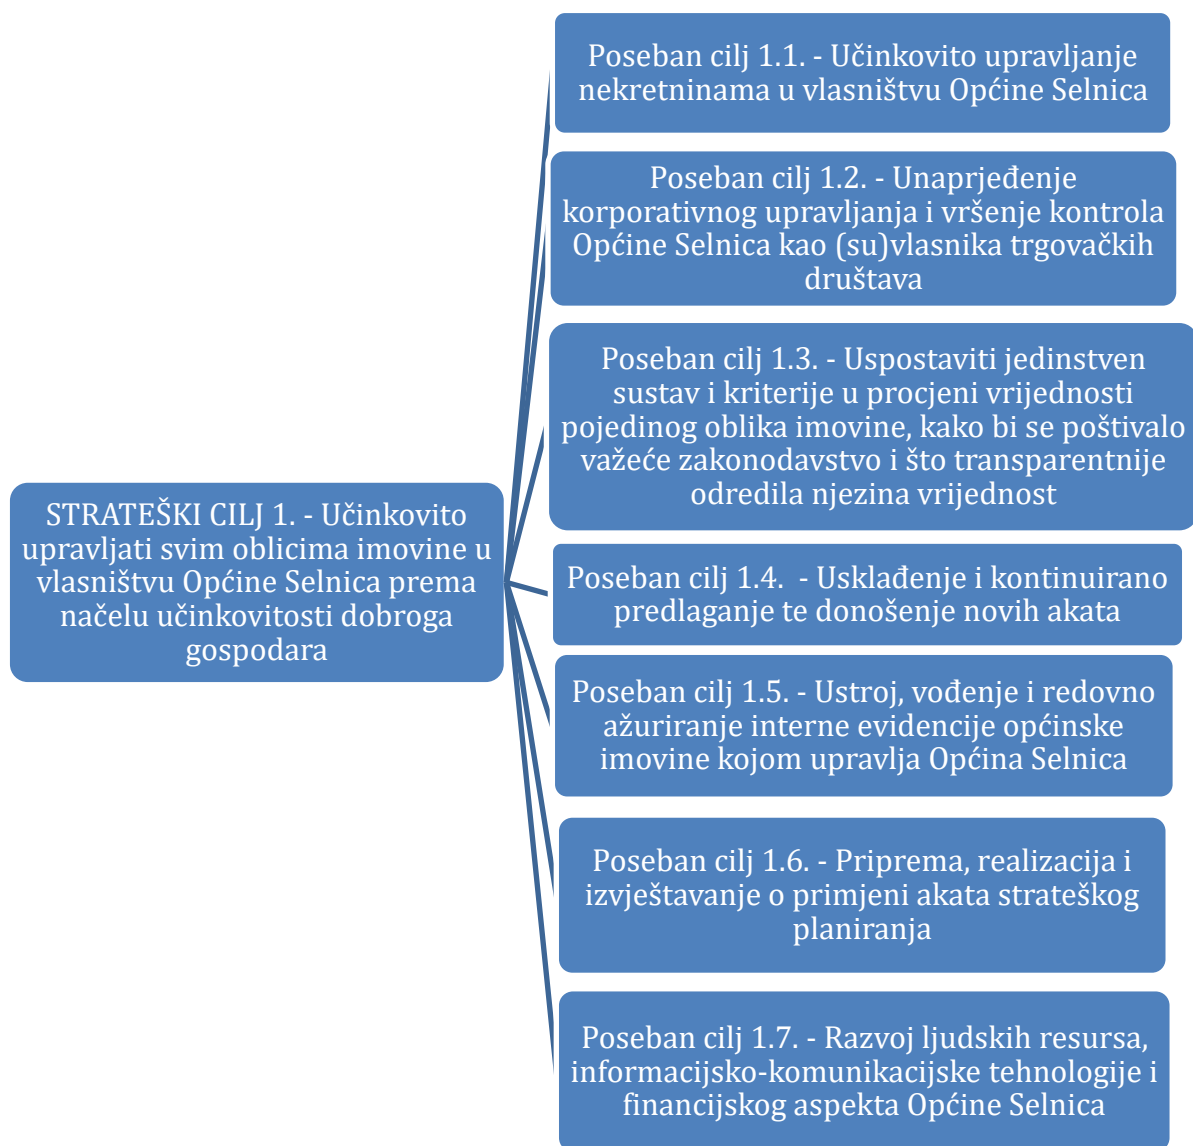 STRATEŠKI CILJ 1. - Učinkovito
upravljati svim oblicima imovine u
vlasništvu Općine Selnica prema
načelu učinkovitosti dobroga
gospodara
Poseban cilj 1.1. - Učinkovito upravljanje
nekretninama u vlasništvu Općine Selnica
Poseban cilj 1.2. - Unaprjeđenje
korporativnog upravljanja i vršenje kontrola
Općine Selnica kao (su)vlasnika trgovačkih
društava
Poseban cilj 1.3. - Uspostaviti jedinstven
sustav i kriterije u procjeni vrijednosti
pojedinog oblika imovine, kako bi se poštivalo
važeće zakonodavstvo i što transparentnije
odredila njezina vrijednost
Poseban cilj 1.4.  - Usklađenje i kontinuirano
predlaganje te donošenje novih akata
Poseban cilj 1.5. - Ustroj, vođenje i redovno
ažuriranje interne evidencije općinske
imovine kojom upravlja Općina Selnica
Poseban cilj 1.6. - Priprema, realizacija i
izvještavanje o primjeni akata strateškog
planiranja
Poseban cilj 1.7. - Razvoj ljudskih resursa,
informacijsko-komunikacijske tehnologije i
financijskog aspekta Općine Selnica